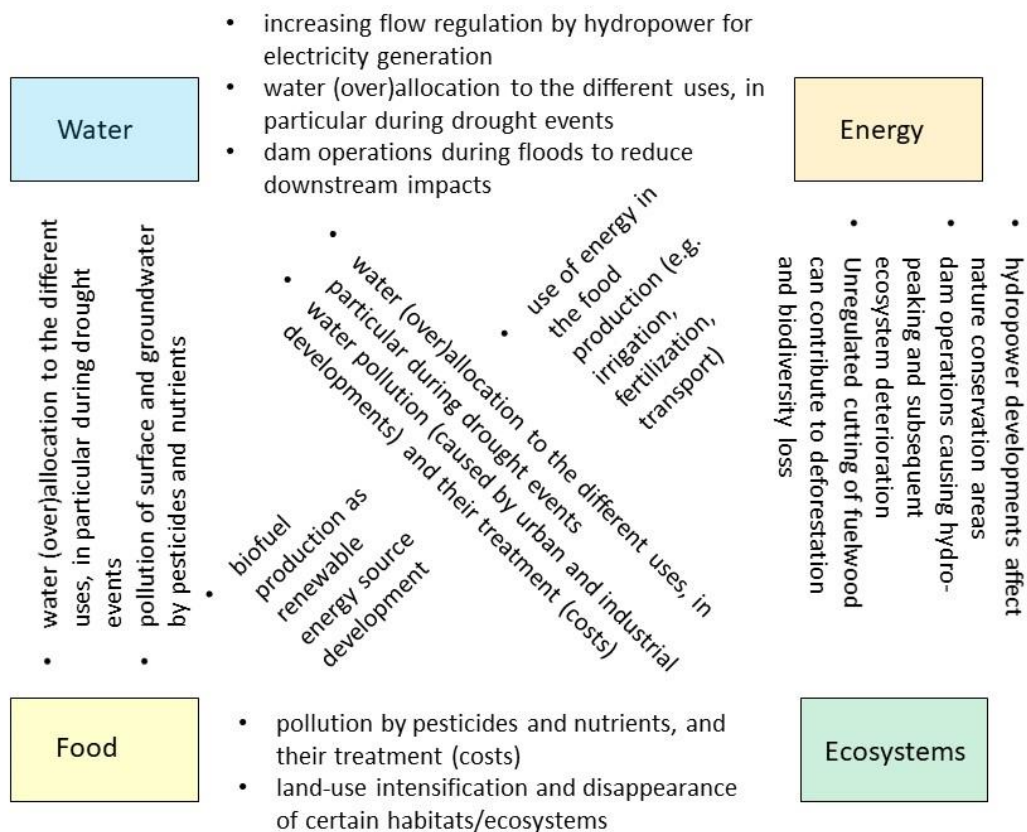 • increasing flow regulation by hydropower for
electricity generation
• water (over)allocation to the different uses, in
particular during drought events
• dam operations during floods to reduce
downstream impacts
Water
Energy
• water (over)allocation to the different
uses, in particular during drought
events
• pollution of surface and groundwater
by pesticides and nutrients
• water (over)allocation to the different uses, in
particular during drought events
• water pollution (caused by urban and industrial
developments) and their treatment (costs)
• use of energy in
the food
production (e.g.
irrigation,
fertilization,
transport)
• biofuel
production as
renewable
energy source
development
• hydropower developments affect
nature conservation areas
• dam operations causing hydro-
peaking and subsequent
ecosystem deterioration
• Unregulated cutting of fuelwood
can contribute to deforestation
and biodiversity loss
Food
Ecosystems
• pollution by pesticides and nutrients, and
their treatment (costs)
• land-use intensification and disappearance
of certain habitats/ecosystems